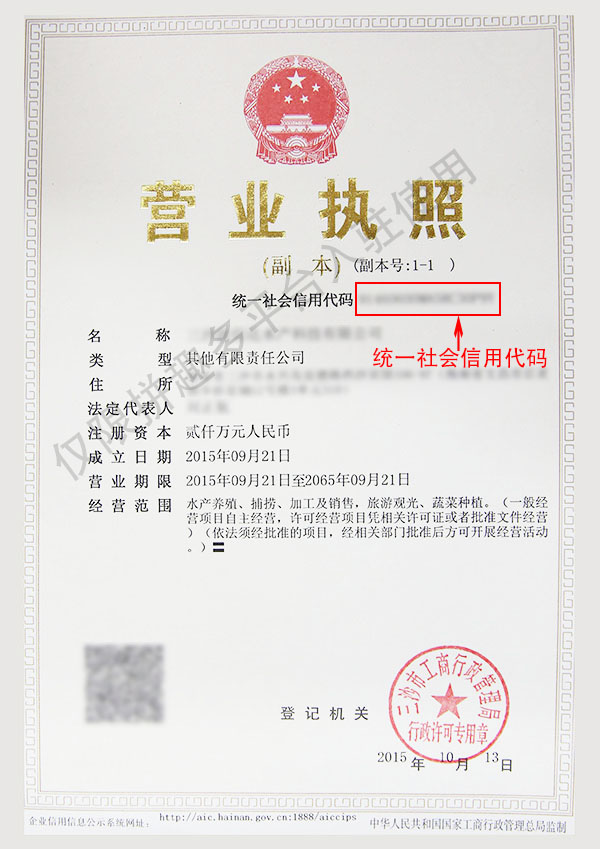 营业执照
(副 本) (副本号:1-1 )
统一社会信用代码
统一社会信用代码
名 称
类 型 其他有限责任公司
住 所
法定代表人
注册资本 贰仟万元人民币
成立日期 2015年09月21日
营业期限 2015年09月21日至2065年09月21日
经营范围 水产养殖、捕捞、加工及销售，旅游观光、蔬菜种植。（一般经
营项目自主经营，许可经营项目凭相关许可证或者批准文件经营
）（依法须经批准的项目，经相关部门批准后方可开展经营活动
。）
仅限拼趣多平台入驻使用
三沙市工商行政管理局
行政许可专用章
登记机关
2015年 10月 13日
企业信用信息公示系统网址: http://aic.hainan.gov.cn:1888/aiccips
中华人民共和国国家工商行政管理总局监制